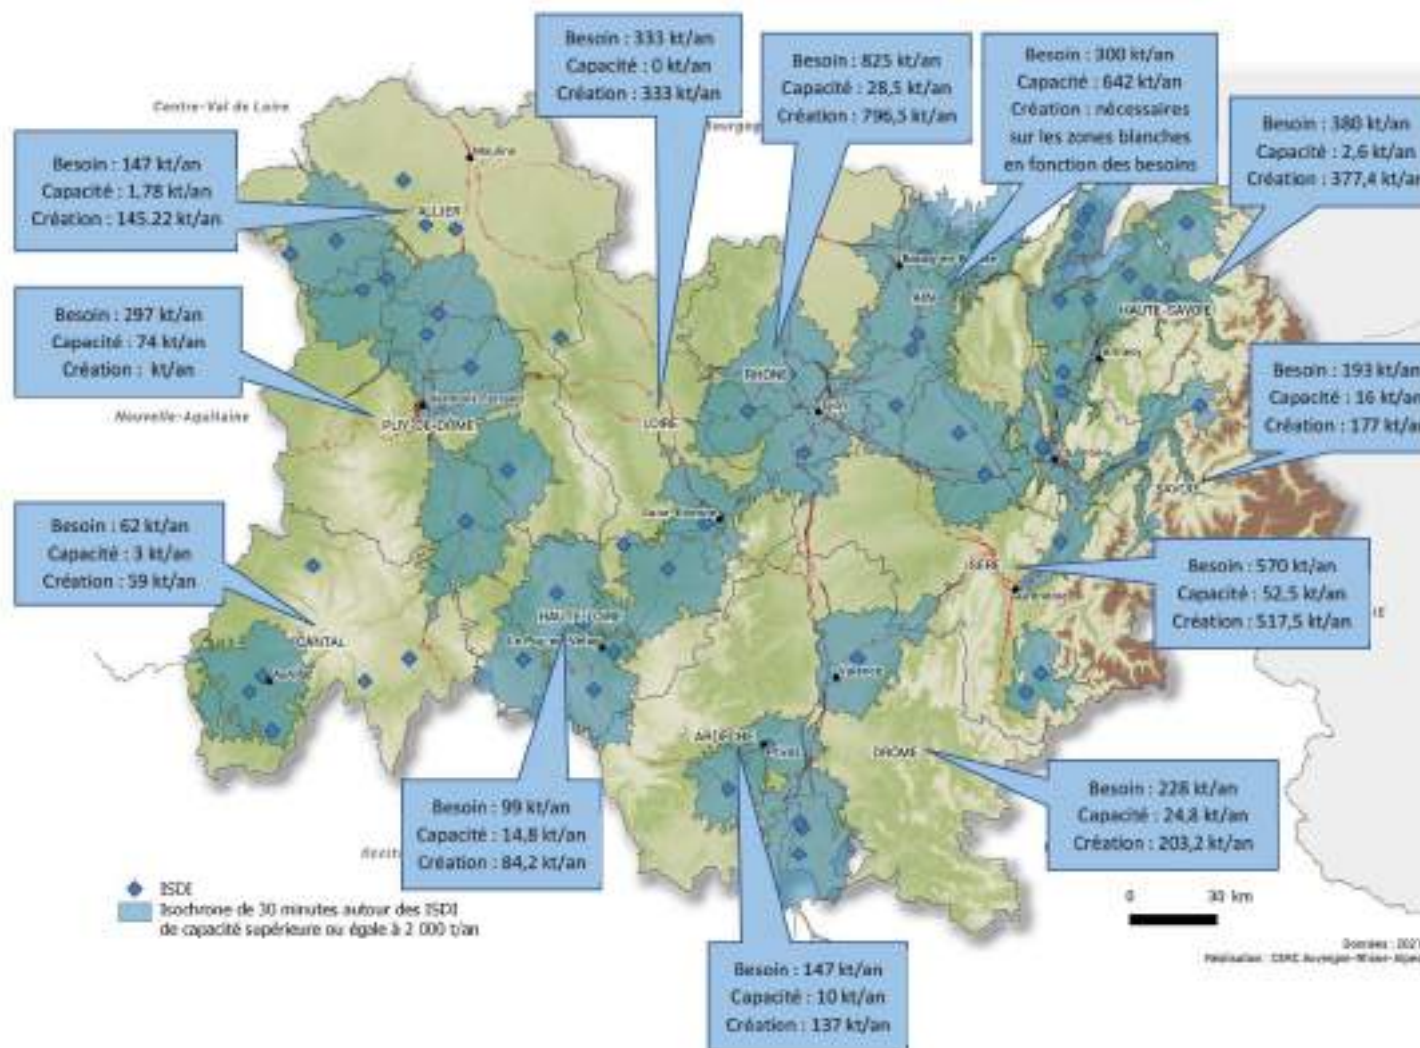 Besoin : 333 kt/an
Capacité : 0 kt/an
Création : 333 kt/an
Besoin : 825 kt/an
Capacité : 28,5 kt/an
Création : 796,5 kt/an
Besoin : 300 kt/an
Capacité : 642 kt/an
Création : nécessaires
sur les zones blanches
en fonction des besoins
Besoin : 380 kt/an
Capacité : 2,6 kt/an
Création : 377,4 kt/an
Centre-Val de Loire
Besoin : 147 kt/an
Capacité : 1,78 kt/an
Création : 145.22 kt/an
Moulins
ALLIER
Besoin : 297 kt/an
Capacité : 74 kt/an
Création : kt/an
AIN
HAUTE-SAVOIE
Annecy
Besoin : 193 kt/an
Capacité : 16 kt/an
Création : 177 kt/an
RHÔNE
Nouvelle-Aquitaine
PUY-DE-DÔME
LOIRE
SAVOIE
Besoin : 62 kt/an
Capacité : 3 kt/an
Création : 59 kt/an
Saint-Etienne
ISÈRE
Besoin : 570 kt/an
Capacité : 52,5 kt/an
Création : 517,5 kt/an
HAUTE-LOIRE
CANTAL
Aurillac
Valence
ARDÈCHE
Privas
DRÔME
Besoin : 99 kt/an
Capacité : 14,8 kt/an
Création : 84,2 kt/an
Besoin : 228 kt/an
Capacité : 24,8 kt/an
Création : 203,2 kt/an
ISDI
Isochrone de 30 minutes autour des ISDI
de capacité supérieure ou égale à 2 000 t/an
0 30 km
Besoin : 147 kt/an
Capacité : 10 kt/an
Création : 137 kt/an